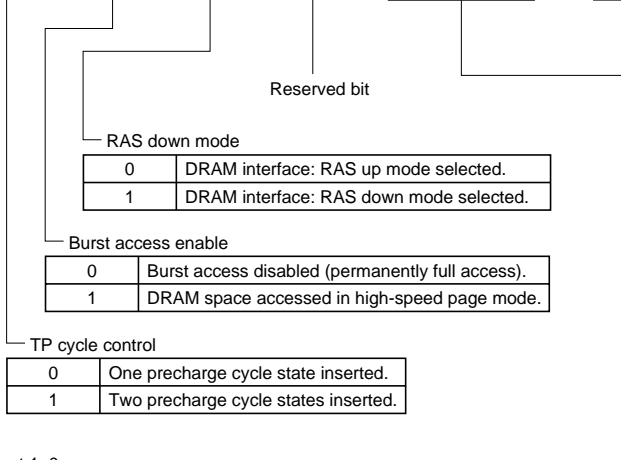 Reserved bit
RAS down mode
0 DRAM interface: RAS up mode selected.
1 DRAM interface: RAS down mode selected.
Burst access enable
0 Burst access disabled (permanently full access).
1 DRAM space accessed in high-speed page mode.
TP cycle control
0 One precharge cycle state inserted.
1 Two precharge cycle states inserted.